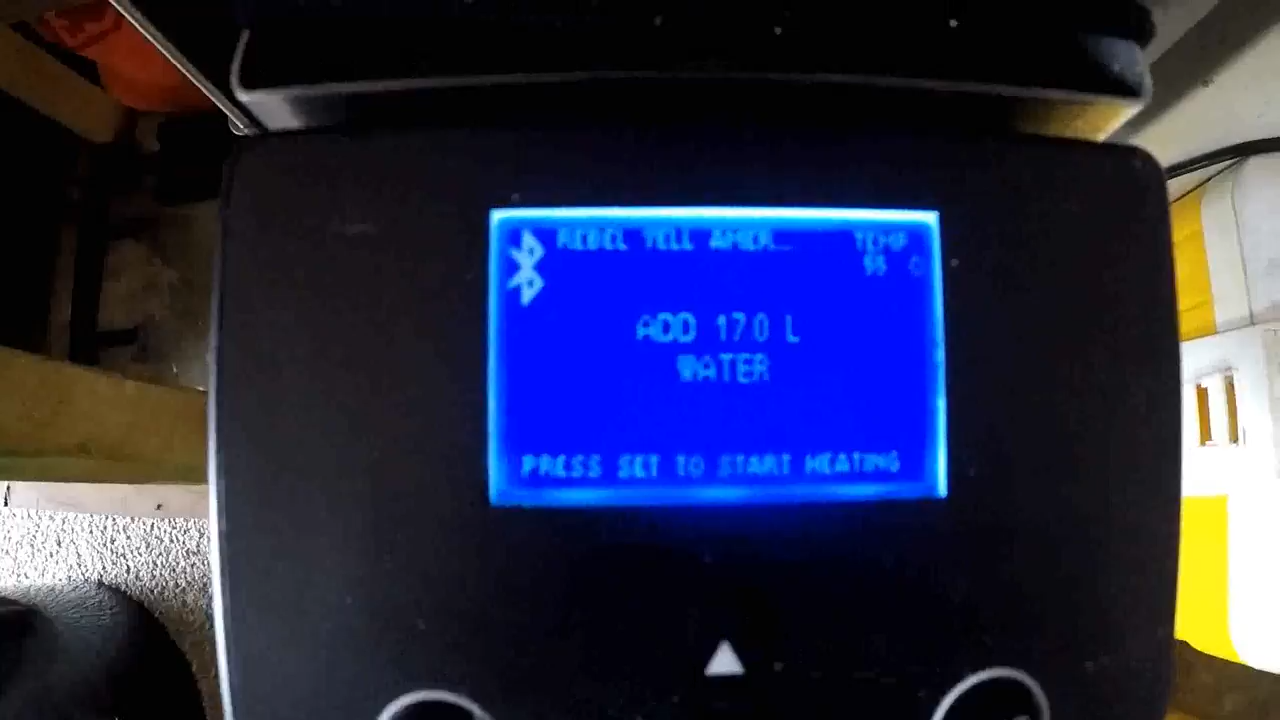 REBEL YELL AMER... TEMP
C
ADD 17.0 L
WATER
PRESS SET TO START HEATING